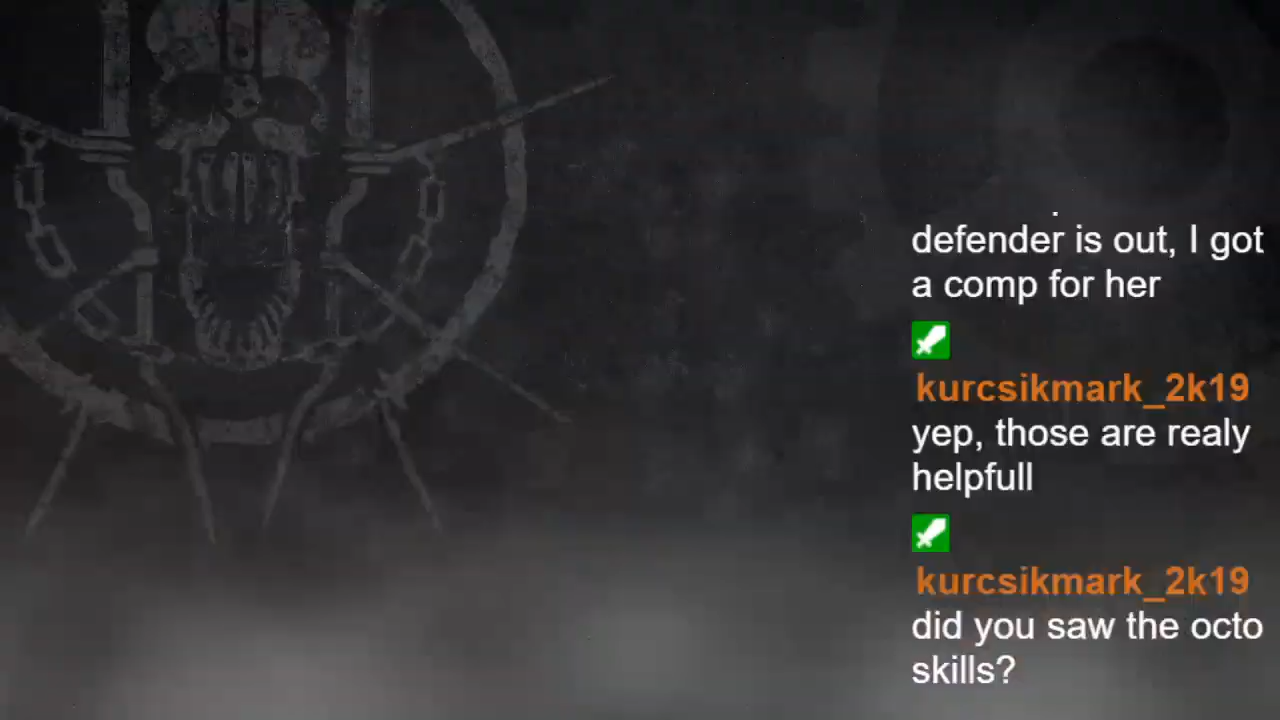 defender is out, I got
a comp for her
kurcsikmark_2k19
yep, those are realy
helpfull
kurcsikmark_2k19
did you saw the octo
skills?